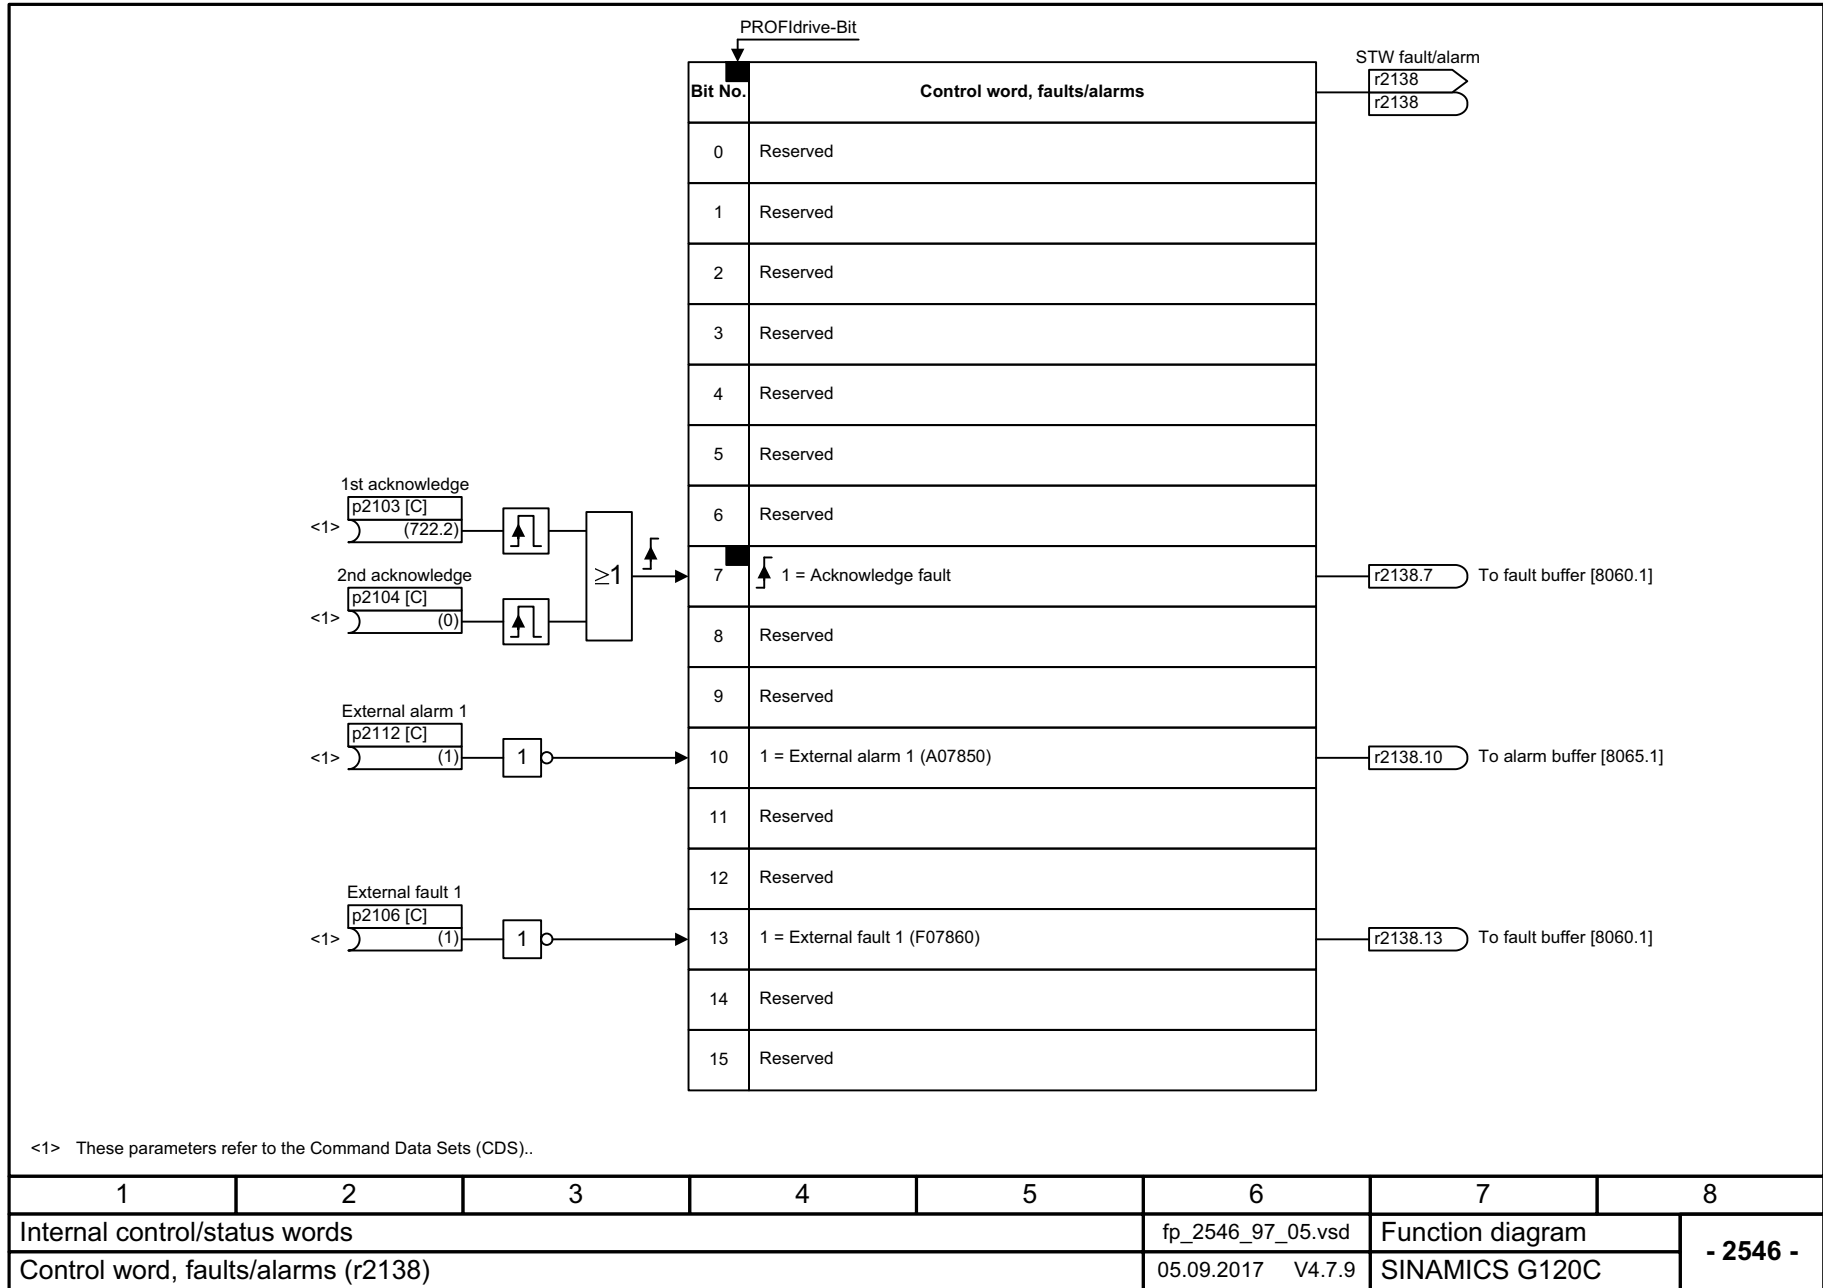 PROFIdrive-Bit
STW fault/alarm
r2138
r2138
Bit No. Control word, faults/alarms
0 Reserved
1 Reserved
2 Reserved
3 Reserved
4 Reserved
5 Reserved
1st acknowledge
p2103 [C]
<1> (722.2)
6 Reserved
≥1
7 1 = Acknowledge fault
r2138.7 To fault buffer [8060.1]
2nd acknowledge
p2104 [C]
<1> (0)
8 Reserved
9 Reserved
External alarm 1
p2112 [C]
<1> (1) 1
10 1 = External alarm 1 (A07850)
r2138.10 To alarm buffer [8065.1]
11 Reserved
12 Reserved
External fault 1
p2106 [C]
<1> (1) 1
13 1 = External fault 1 (F07860)
r2138.13 To fault buffer [8060.1]
14 Reserved
15 Reserved
<1> These parameters refer to the Command Data Sets (CDS)..
1 2 3 4 5 6 7 8
Internal control/status words fp_2546_97_05.vsd Function diagram
- 2546 -
Control word, faults/alarms (r2138) 05.09.2017 V4.7.9 SINAMICS G120C